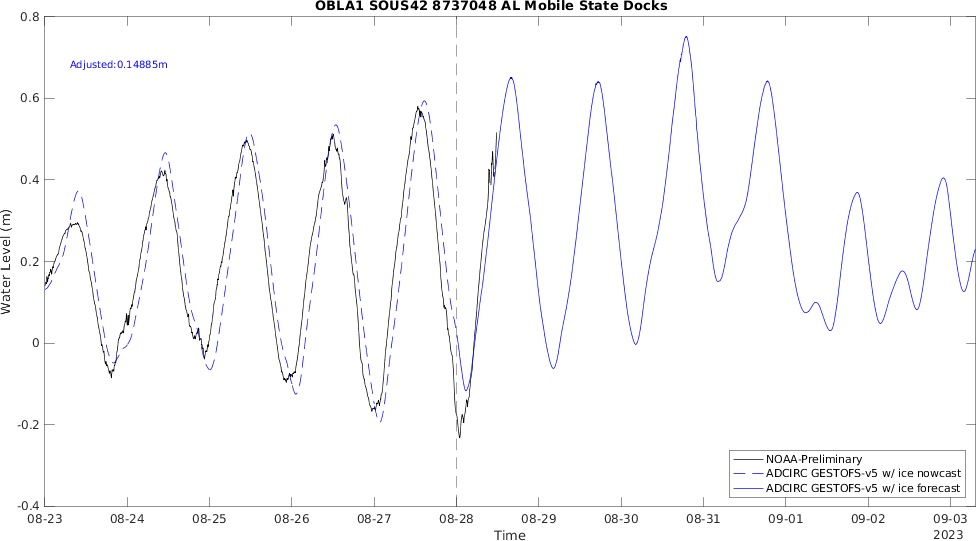 OBLA1 SOUS42 8737048 AL Mobile State Docks
Adjusted:0.14885m
Water Level (m)
0.8
0.6
0.4
0.2
0
-0.2
-0.4
NOAA-Preliminary
ADCIRC GESTOFS-v5 w/ ice nowcast
ADCIRC GESTOFS-v5 w/ ice forecast
08-23 08-24 08-25 08-26 08-27 08-28 08-29 08-30 08-31 09-01 09-02 09-03
Time
2023